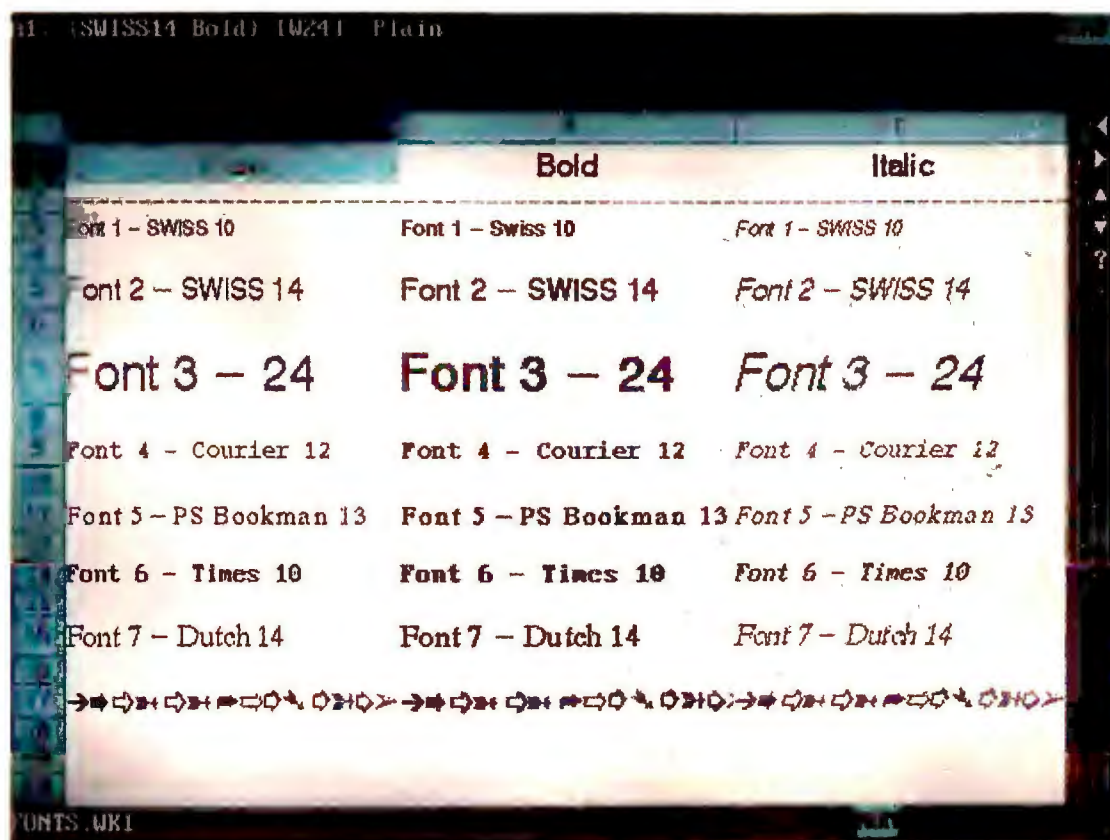 A1: {SWISS14 Bold} [W24] Plain
Bold Italic
Font 1 – SWISS 10 Font 1 – Swiss 10 Font 1 – SWISS 10
Font 2 – SWISS 14 Font 2 – SWISS 14 Font 2 – SWISS 14
Font 3 – 24 Font 3 – 24 Font 3 – 24
Font 4 - Courier 12 Font 4 - Courier 12 Font 4 - Courier 12
Font 5 – PS Bookman 13 Font 5 – PS Bookman 13 Font 5 – PS Bookman 13
Font 6 - Times 10 Font 6 - Times 10 Font 6 - Times 10
Font 7 – Dutch 14 Font 7 – Dutch 14 Font 7 – Dutch 14
?
FONTS.WK1